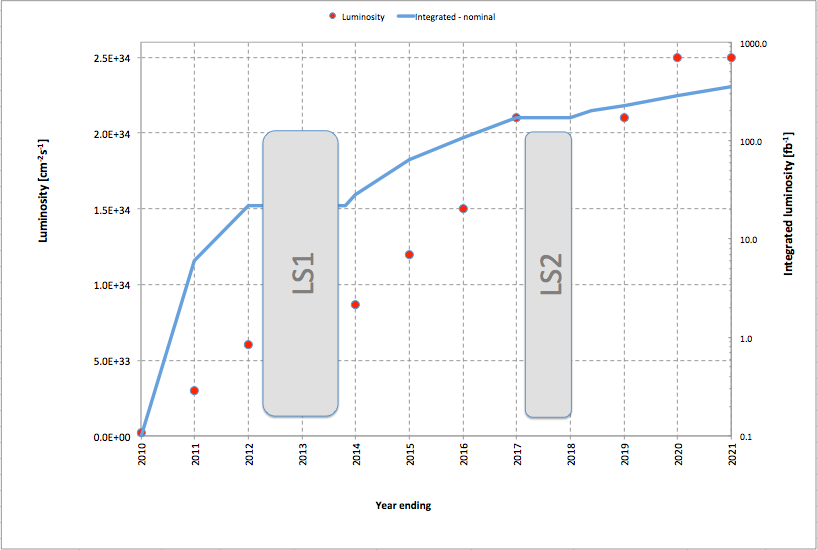 Luminosity Integrated - nominal
2.5E+34
2.0E+34
1.5E+34
1.0E+34
5.0E+33
0.0E+00
Luminosity [cm-2s-1]
LS1
LS2
1000.0
100.0
10.0
1.0
0.1
Integrated luminosity [fb-1]
2010 2011 2012 2013 2014 2015 2016 2017 2018 2019 2020 2021
Year ending